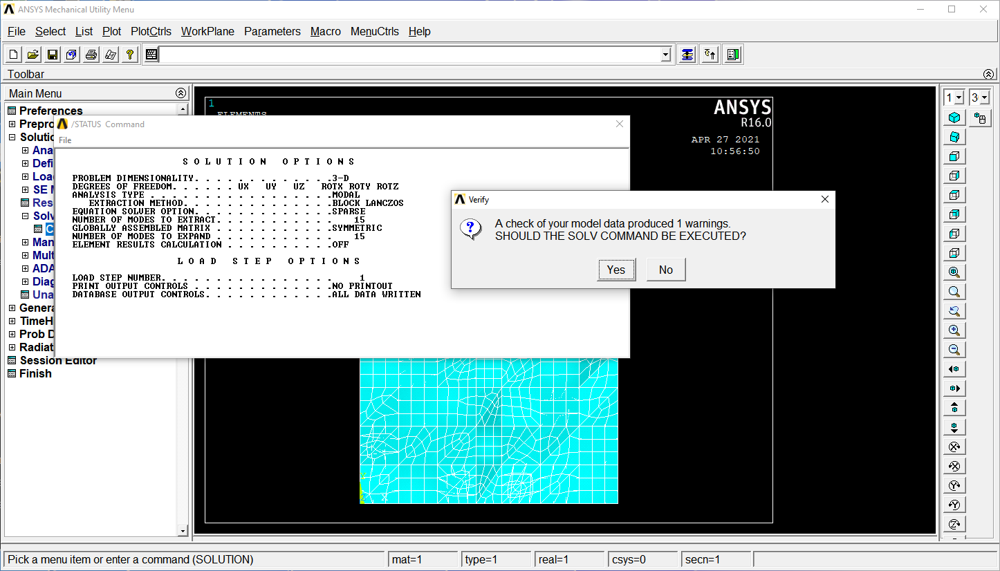 ANSYS Mechanical Utility Menu
File Select List Plot PlotCtrls WorkPlane Parameters Macro MenuCtrls Help
Toolbar
Main Menu
Preferences
Prepro
Solutio
Ana
Defi
Loa
SE M
Res
Solv
C
Man
Mult
ADA
Diag
Una
Genera
TimeH
Prob D
Radiat
Session Editor
Finish
1
ELEMENTS
ANSYS
R16.0
APR 27 2021
10:56:50
/STATUS Command
File
S O L U T I O N   O P T I O N S
PROBLEM DIMENSIONALITY. . . . . . . . . . . . .3-D
DEGREES OF FREEDOM. . . . . . UX UY UZ ROTX ROTY ROTZ
ANALYSIS TYPE . . . . . . . . . . . . . . . . .MODAL
EXTRACTION METHOD. . . . . . . . . . . . . .BLOCK LANCZOS
EQUATION SOLVER OPTION. . . . . . . . . . . . .SPARSE
NUMBER OF MODES TO EXTRACT. . . . . . . . . . . 15
GLOBALLY ASSEMBLED MATRIX . . . . . . . . . . .SYMMETRIC
NUMBER OF MODES TO EXPAND . . . . . . . . . . . 15
ELEMENT RESULTS CALCULATION . . . . . . . . . .OFF
L O A D   S T E P   O P T I O N S
LOAD STEP NUMBER. . . . . . . . . . . . . . . . 1
PRINT OUTPUT CONTROLS . . . . . . . . . . . . .NO PRINTOUT
DATABASE OUTPUT CONTROLS. . . . . . . . . . . .ALL DATA WRITTEN
Verify
A check of your model data produced 1 warnings.
SHOULD THE SOLV COMMAND BE EXECUTED?
Yes No
1 3
X
Pick a menu item or enter a command (SOLUTION) mat=1 type=1 real=1 csys=0 secn=1